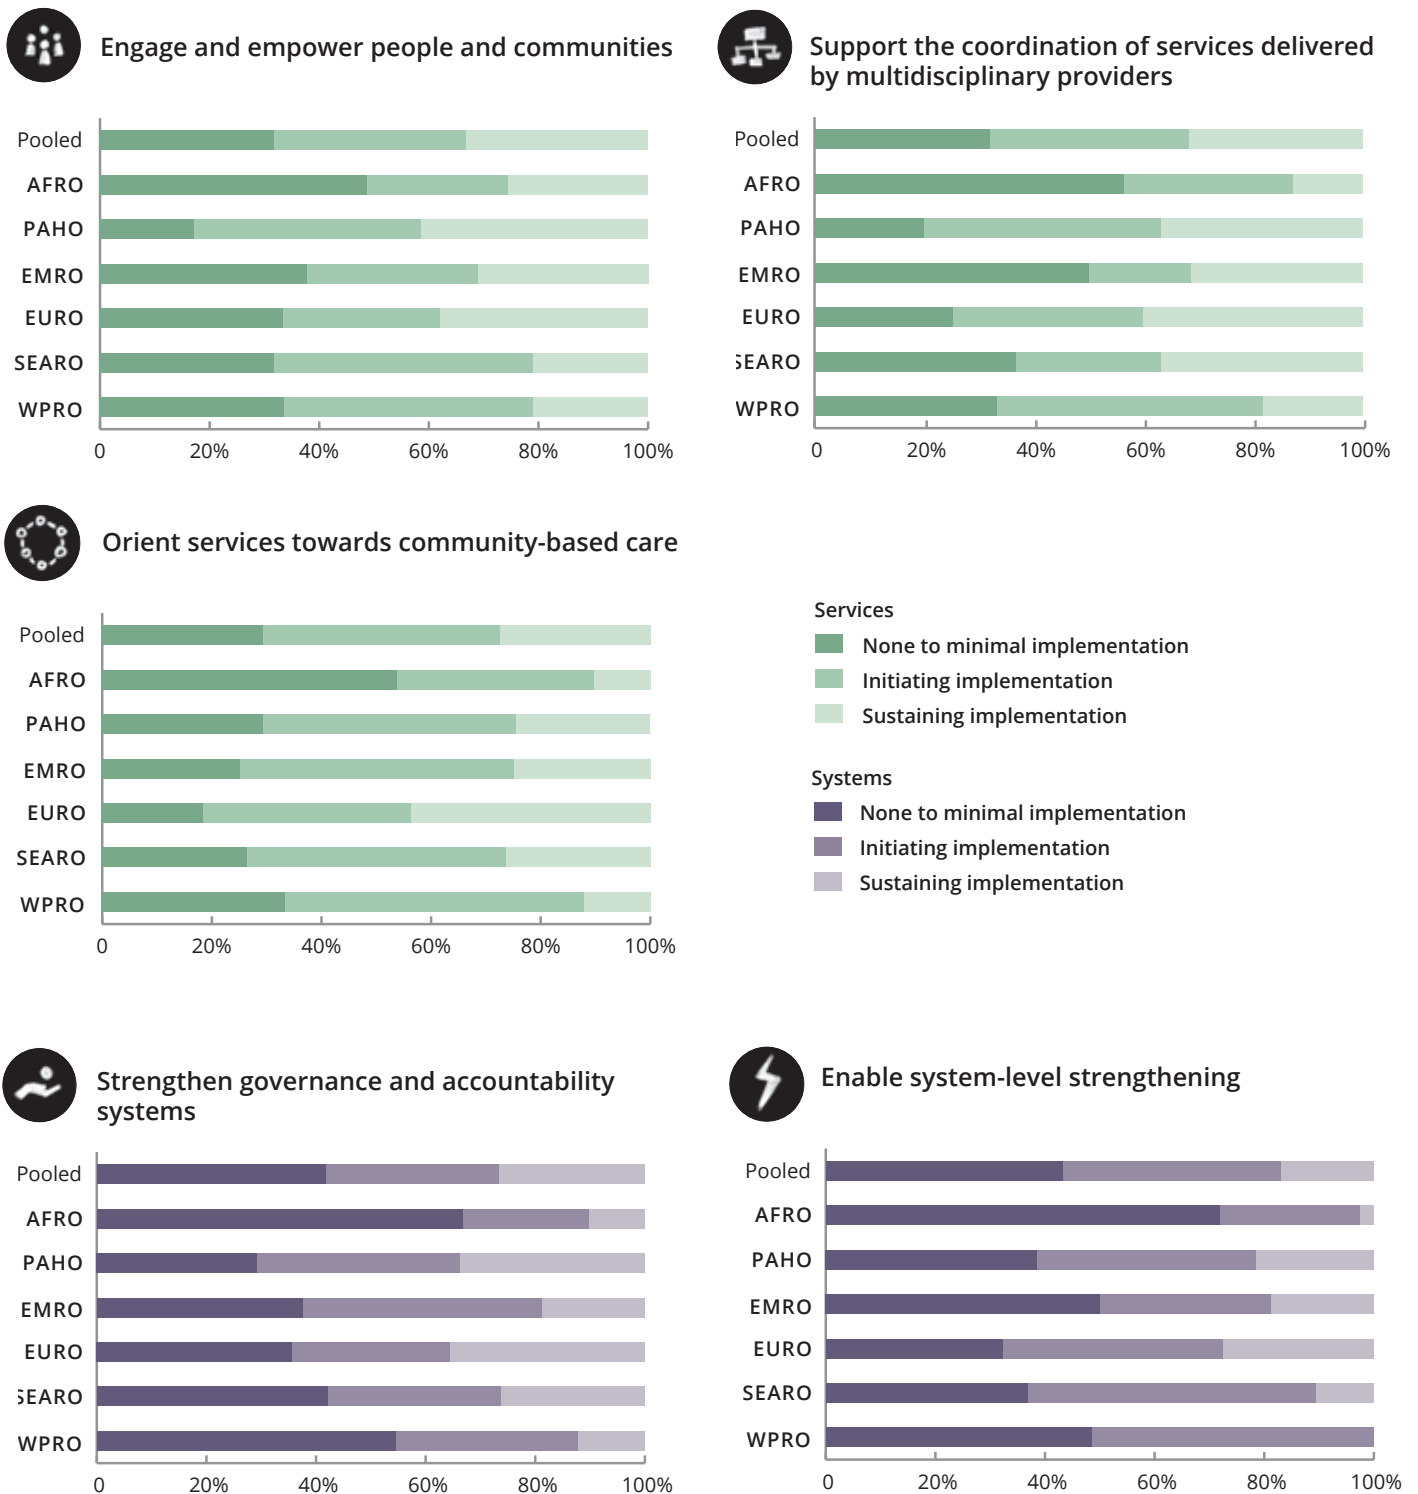 Engage and empower people and communities
Pooled
AFRO
PAHO
EMRO
EURO
SEARO
WPRO
0 20% 40% 60% 80% 100%
Support the coordination of services delivered
by multidisciplinary providers
Pooled
AFRO
PAHO
EMRO
EURO
SEARO
WPRO
0 20% 40% 60% 80% 100%
Orient services towards community-based care
Pooled
AFRO
PAHO
EMRO
EURO
SEARO
WPRO
0 20% 40% 60% 80% 100%
Services
None to minimal implementation
Initiating implementation
Sustaining implementation
Systems
None to minimal implementation
Initiating implementation
Sustaining implementation
Strengthen governance and accountability
systems
Pooled
AFRO
PAHO
EMRO
EURO
SEARO
WPRO
0 20% 40% 60% 80% 100%
Enable system-level strengthening
Pooled
AFRO
PAHO
EMRO
EURO
SEARO
WPRO
0 20% 40% 60% 80% 100%